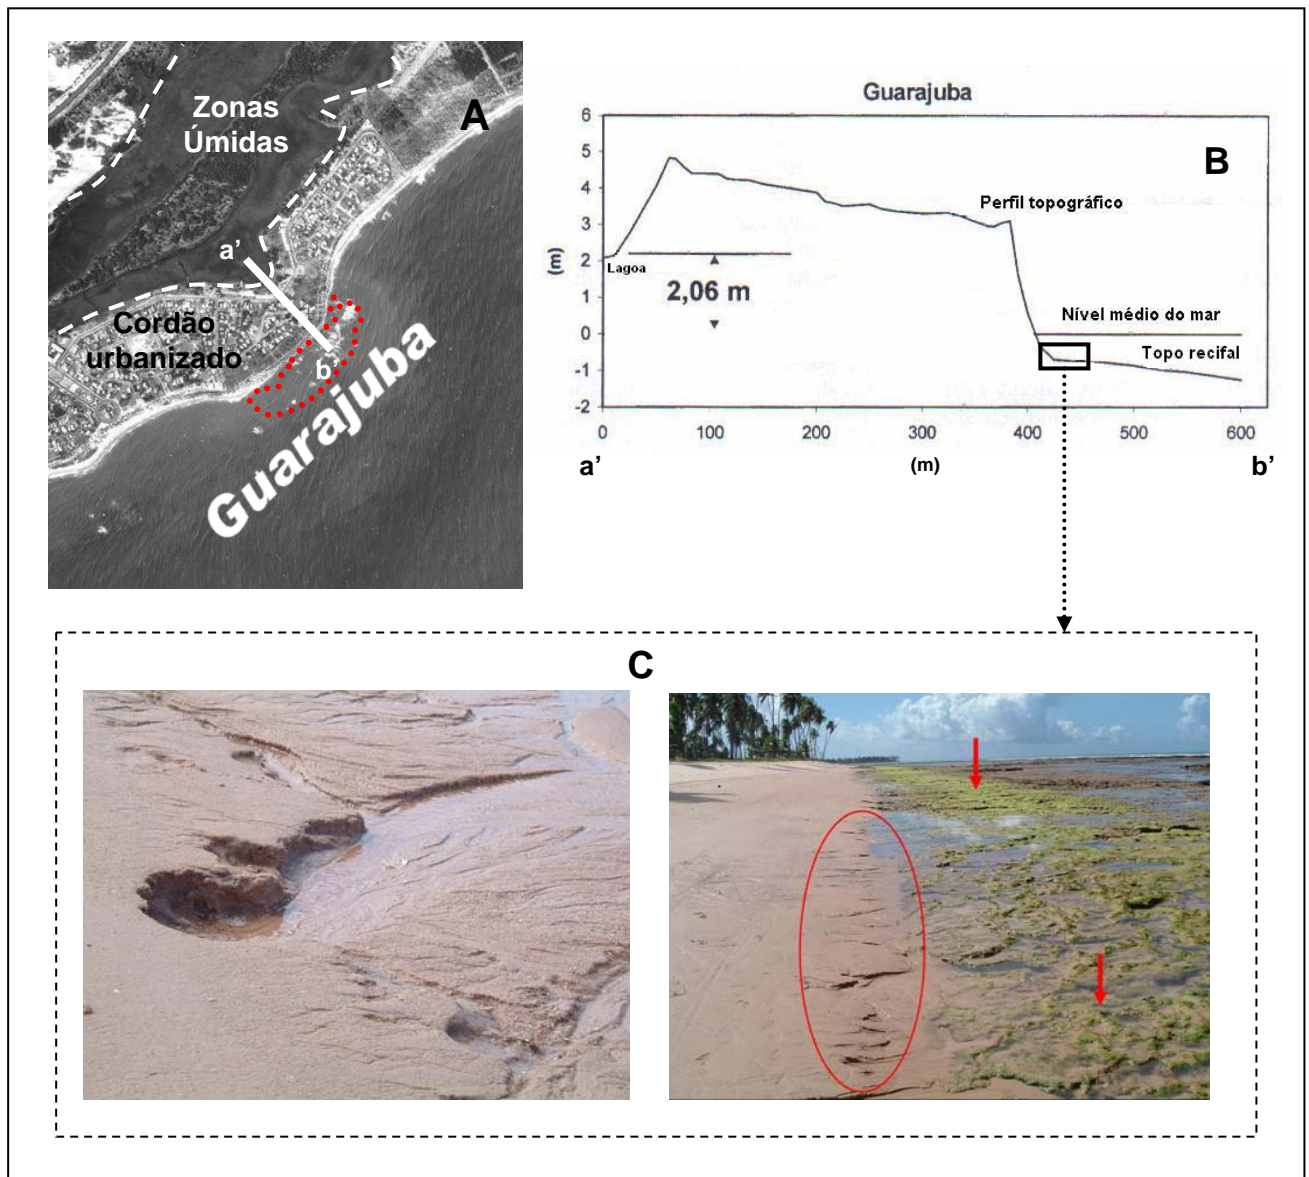 Zonas
Úmidas
A
a'
Cordão
urbanizado
b'
Guarajuba
Guarajuba
B
6
5
4
3
2
1
0
-1
-2
(m)
Perfil topográfico
Lagoa
2,06 m
Nível médio do mar
Topo recifal
0
100
200
300
400
500
600
a'
(m)
b'
C